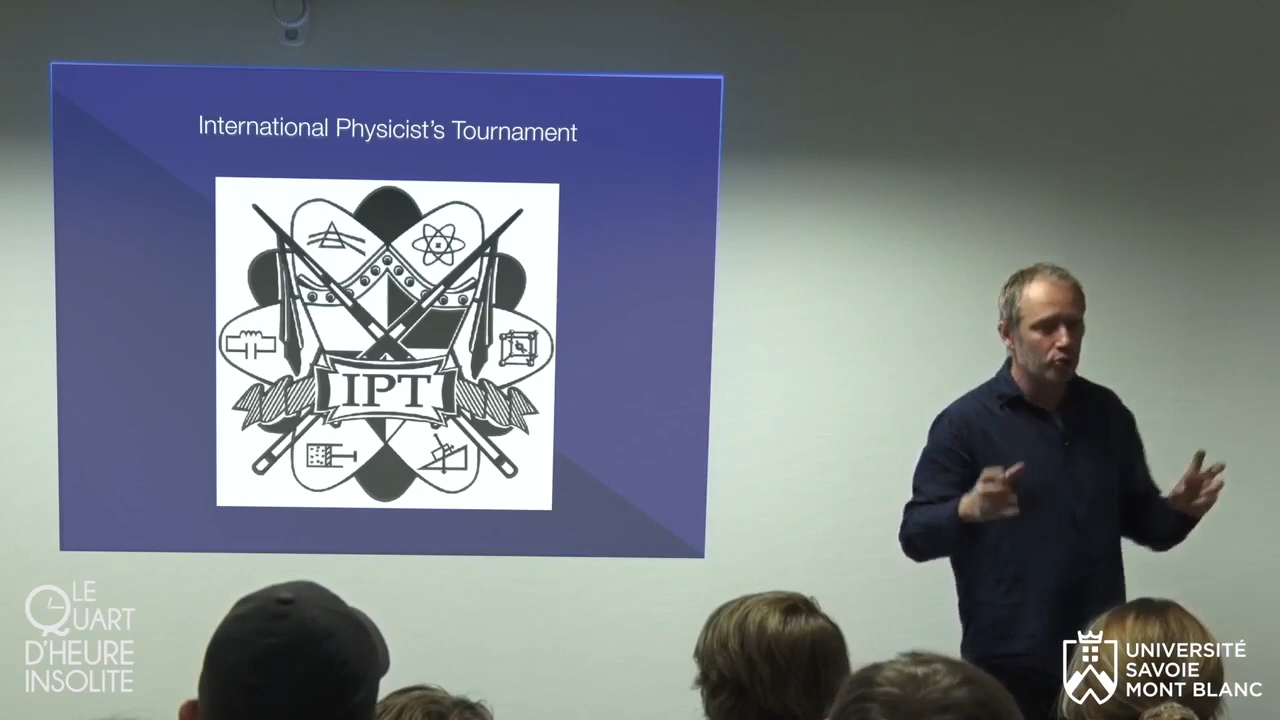 International Physicist's Tournament
IPT
LE
QUART
D'HEURE
INSOLITE
UNIVERSITÉ
SAVOIE
MONT BLANC